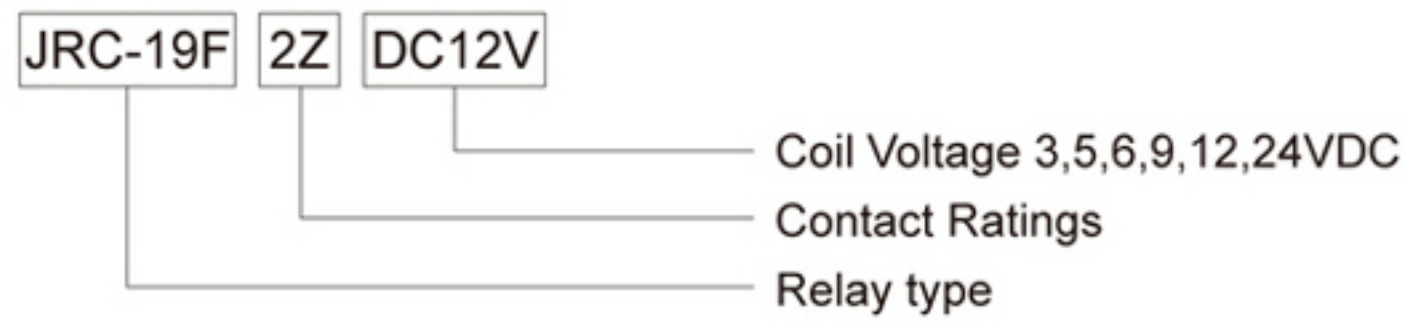 JRC-19F 2Z DC12V
Coil Voltage 3,5,6,9,12,24VDC
Contact Ratings
Relay type